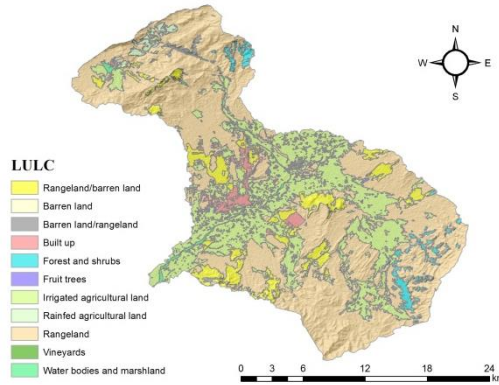 N
W E
S
LULC
Rangeland/barren land
Barren land
Barren land/rangeland
Built up
Forest and shrubs
Fruit trees
Irrigated agricultural land
Rainfed agricultural land
Rangeland
Vineyards
Water bodies and marshland
0 3 6 12 18 24
km